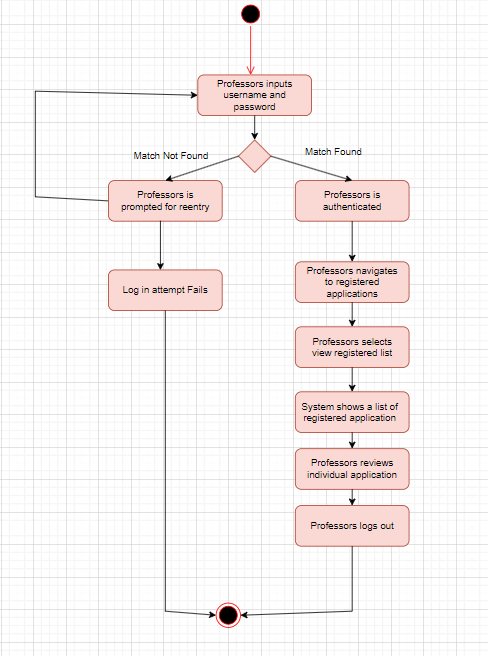 Professors inputs
username and
password
Match Not Found
Match Found
Professors is
prompted for reentry
Professors is
authenticated
Log in attempt Fails
Professors navigates
to registered
applications
Professors selects
view registered list
System shows a list of
registered application
Professors reviews
individual application
Professors logs out